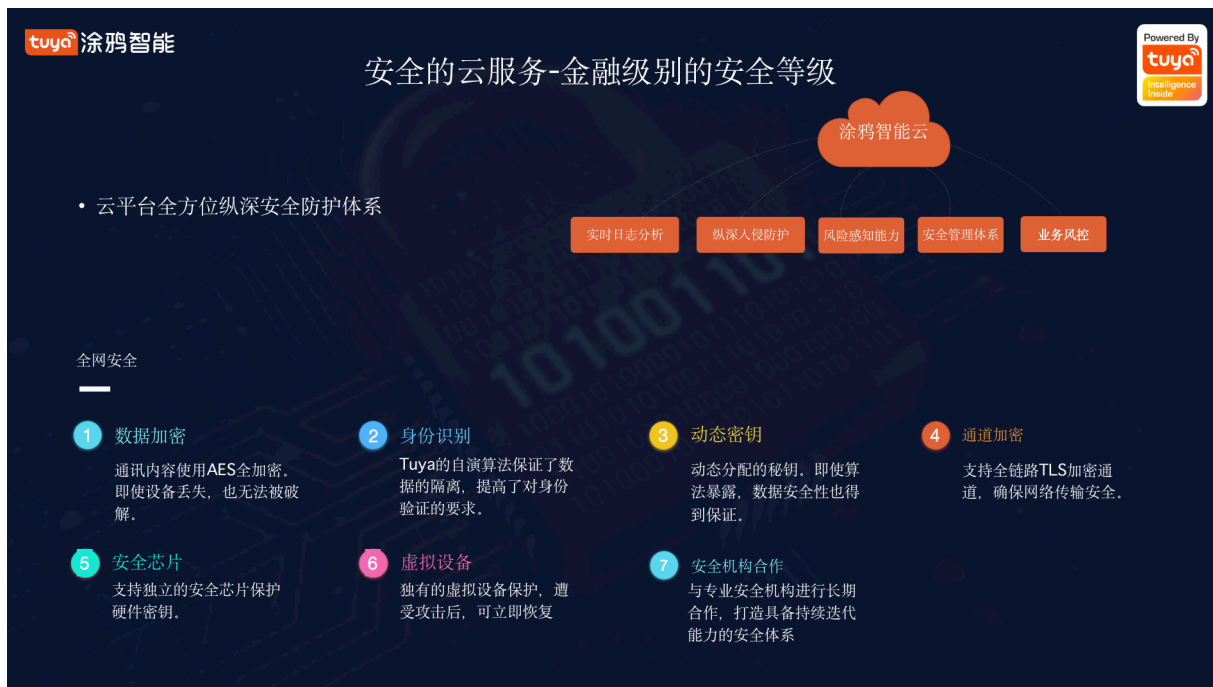 tuya 涂鸦智能
Powered By
tuya
Intelligence
Inside
安全的云服务-金融级别的安全等级
涂鸦智能云
• 云平台全方位纵深安全防护体系
实时日志分析
纵深入侵防护
风险感知能力
安全管理体系
业务风控
全网安全
1 数据加密
通讯内容使用AES全加密。
即使设备丢失，也无法被破
解。
2 身份识别
Tuya的自演算法保证了数
据的隔离，提高了对身份
验证的要求。
3 动态密钥
动态分配的秘钥。即使算
法暴露，数据安全性也得
到保证。
4 通道加密
支持全链路TLS加密通
道，确保网络传输安全。
5 安全芯片
支持独立的安全芯片保护
硬件密钥。
6 虚拟设备
独有的虚拟设备保护，遭
受攻击后，可立即恢复
7 安全机构合作
与专业安全机构进行长期
合作，打造具备持续迭代
能力的安全体系